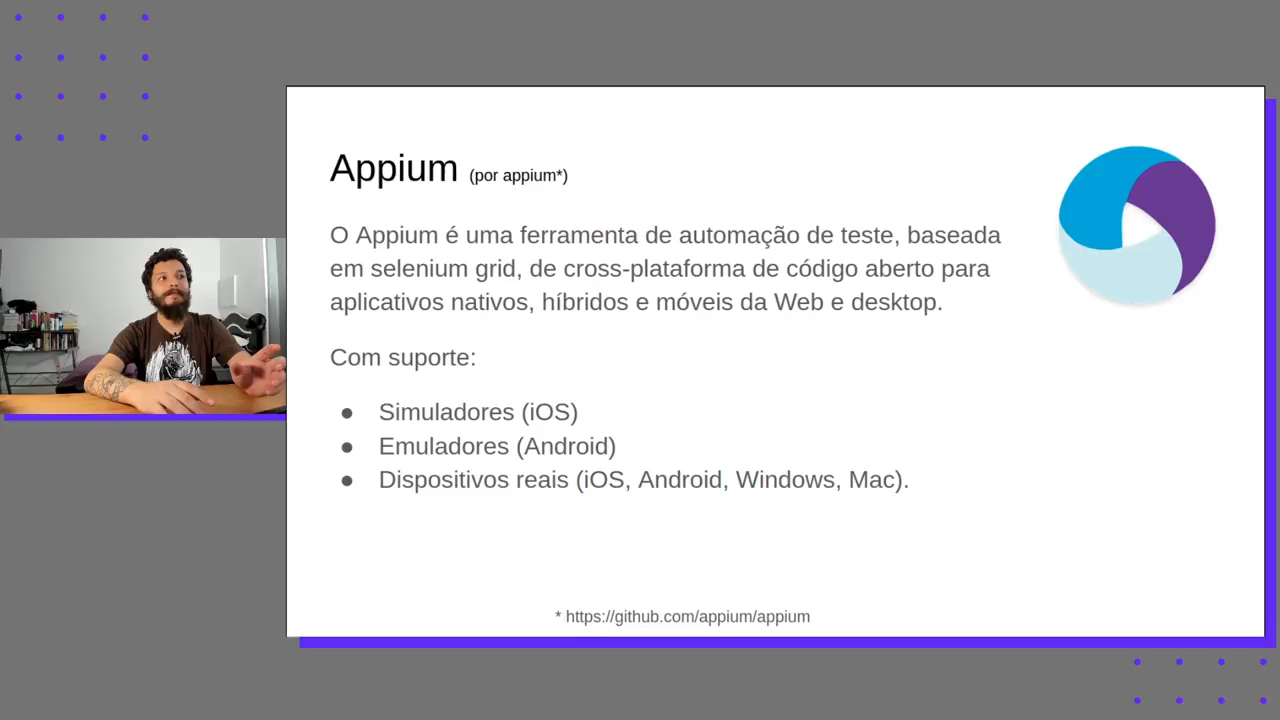 Appium (por appium*)
O Appium é uma ferramenta de automação de teste, baseada
em selenium grid, de cross-plataforma de código aberto para
aplicativos nativos, híbridos e móveis da Web e desktop.
Com suporte:
● Simuladores (iOS)
● Emuladores (Android)
● Dispositivos reais (iOS, Android, Windows, Mac).
* https://github.com/appium/appium